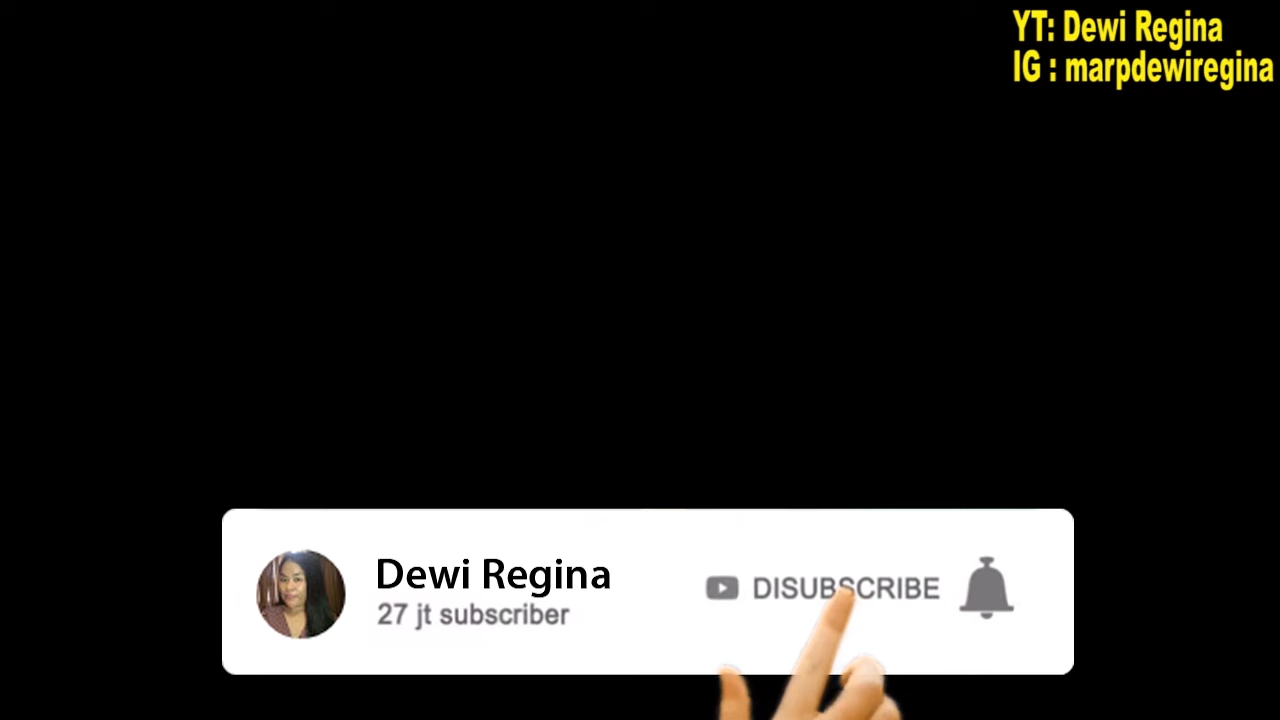 YT: Dewi Regina
IG : marpdewiregina
Dewi Regina
27 jt subscriber
DISUBSCRIBE